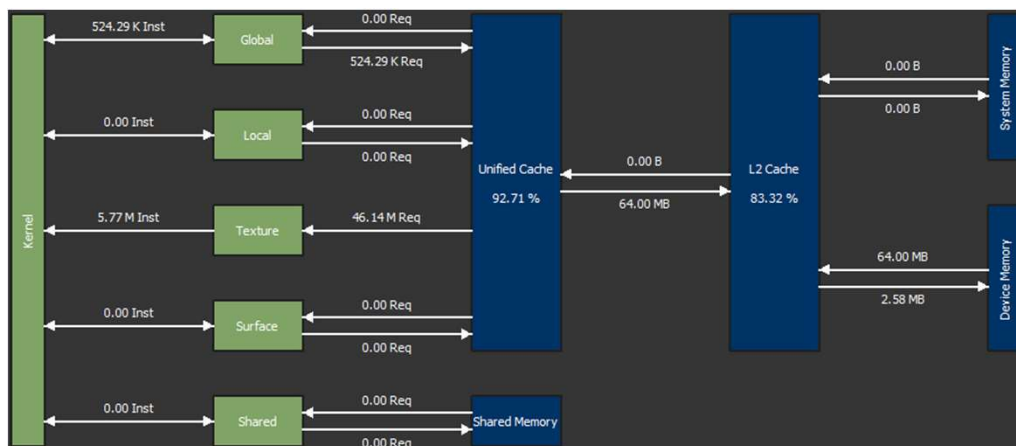 Kernel
524.29 K Inst
Global
0.00 Req
524.29 K Req
0.00 Inst
Local
0.00 Req
0.00 Req
5.77 M Inst
Texture
46.14 M Req
0.00 Inst
Surface
0.00 Req
0.00 Req
0.00 Inst
Shared
0.00 Req
0.00 Req
Unified Cache
92.71 %
Shared Memory
0.00 B
64.00 MB
L2 Cache
83.32 %
0.00 B
0.00 B
System Memory
64.00 MB
2.58 MB
Device Memory